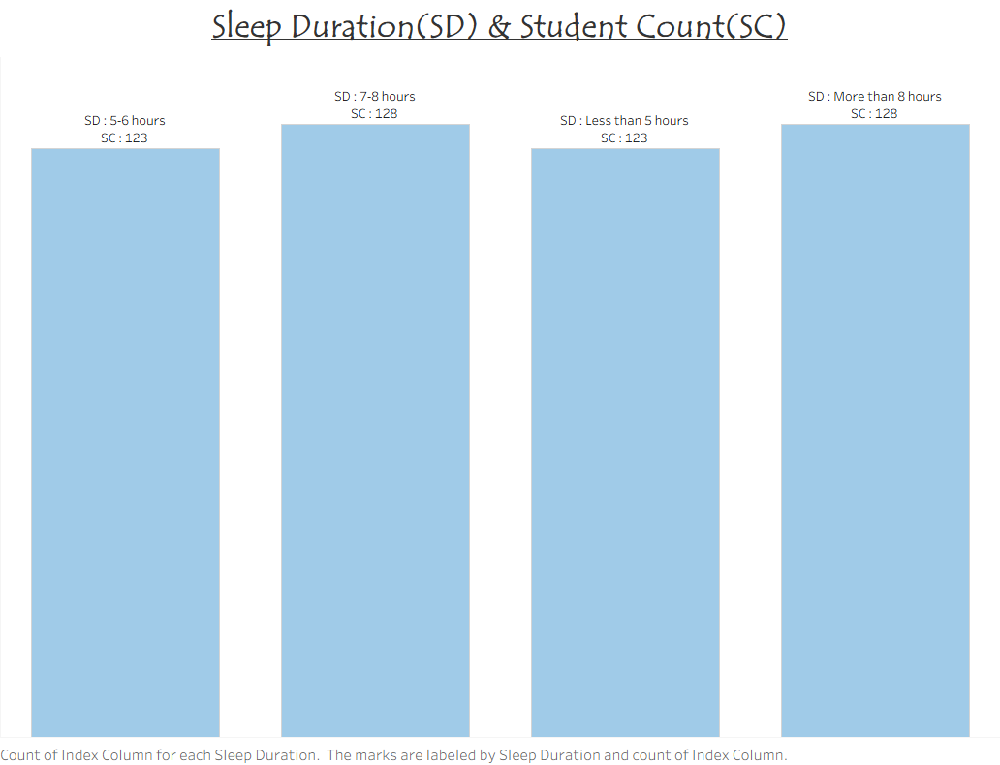 Sleep Duration(SD) & Student Count(SC)
SD : 5-6 hours
SC : 123
SD : 7-8 hours
SC : 128
SD : Less than 5 hours
SC : 123
SD : More than 8 hours
SC : 128
Count of Index Column for each Sleep Duration.  The marks are labeled by Sleep Duration and count of Index Column.